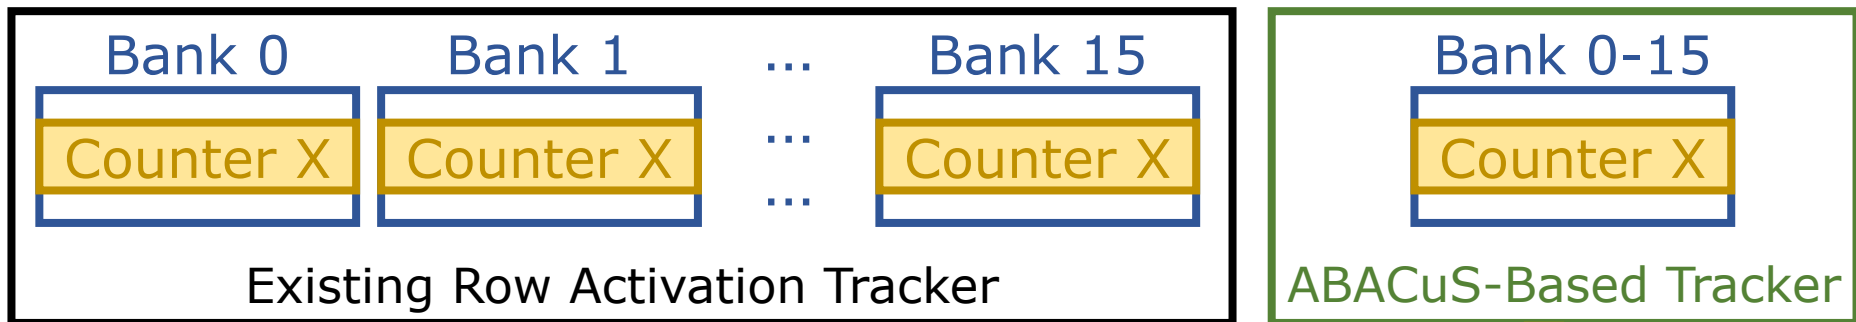 Bank 0 Bank 1 ... Bank 15
Counter X Counter X ... Counter X
...
Existing Row Activation Tracker
Bank 0-15
Counter X
ABACuS-Based Tracker